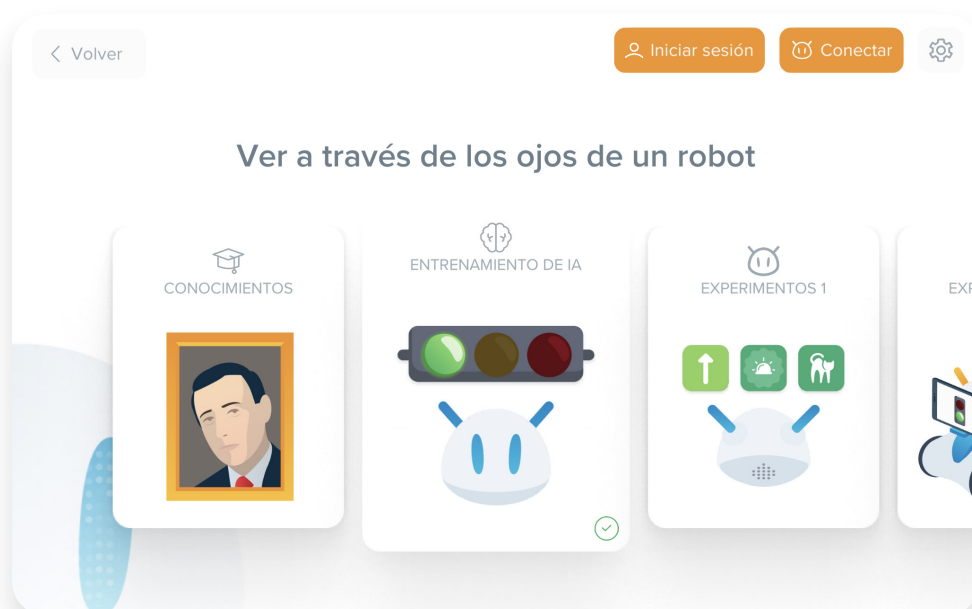 Volver
Iniciar sesión
Conectar
Ver a través de los ojos de un robot
CONOCIMIENTOS
ENTRENAMIENTO DE IA
EXPERIMENTOS 1